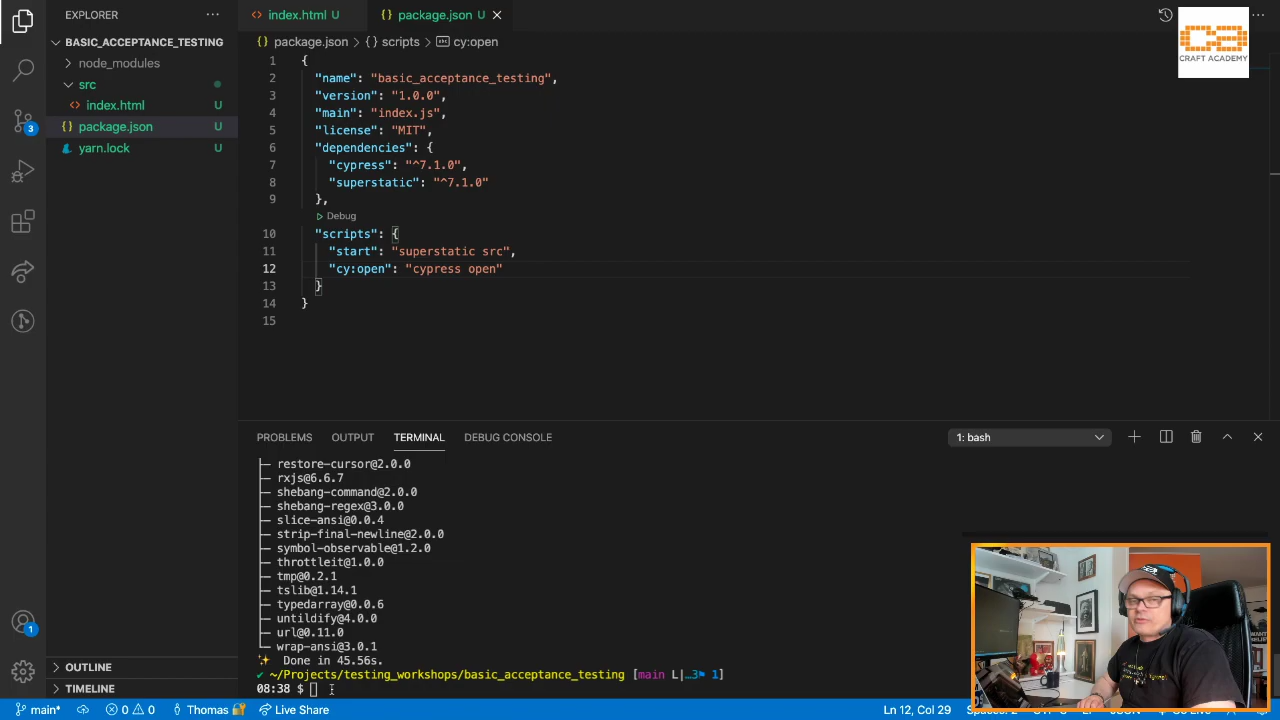 EXPLORER
index.html U
package.json U
CRAFT ACADEMY
BASIC_ACCEPTANCE_TESTING
package.json > {} scripts > cy:open
node_modules
src
index.html U
package.json U
yarn.lock U
1 {
2 "name": "basic_acceptance_testing",
3 "version": "1.0.0",
4 "main": "index.js",
5 "license": "MIT",
6 "dependencies": {
7 "cypress": "^7.1.0",
8 "superstatic": "^7.1.0"
9 },
Debug
10 "scripts": {
11 "start": "superstatic src",
12 "cy:open": "cypress open"
13 }
14 }
15
3
PROBLEMS OUTPUT TERMINAL DEBUG CONSOLE 1: bash
restore-cursor@2.0.0
rxjs@6.6.7
shebang-command@2.0.0
shebang-regex@3.0.0
slice-ansi@0.0.4
strip-final-newline@2.0.0
symbol-observable@1.2.0
throttleit@1.0.0
tmp@0.2.1
tslib@1.14.1
typedarray@0.0.6
untildify@4.0.0
url@0.11.0
wrap-ansi@3.0.1
✨ Done in 45.56s.
✔ ~/Projects/testing_workshops/basic_acceptance_testing [main L|…3⚑ 1]
08:38 $
1
OUTLINE
TIMELINE
main* 0 0 Thomas Live Share Ln 12, Col 29